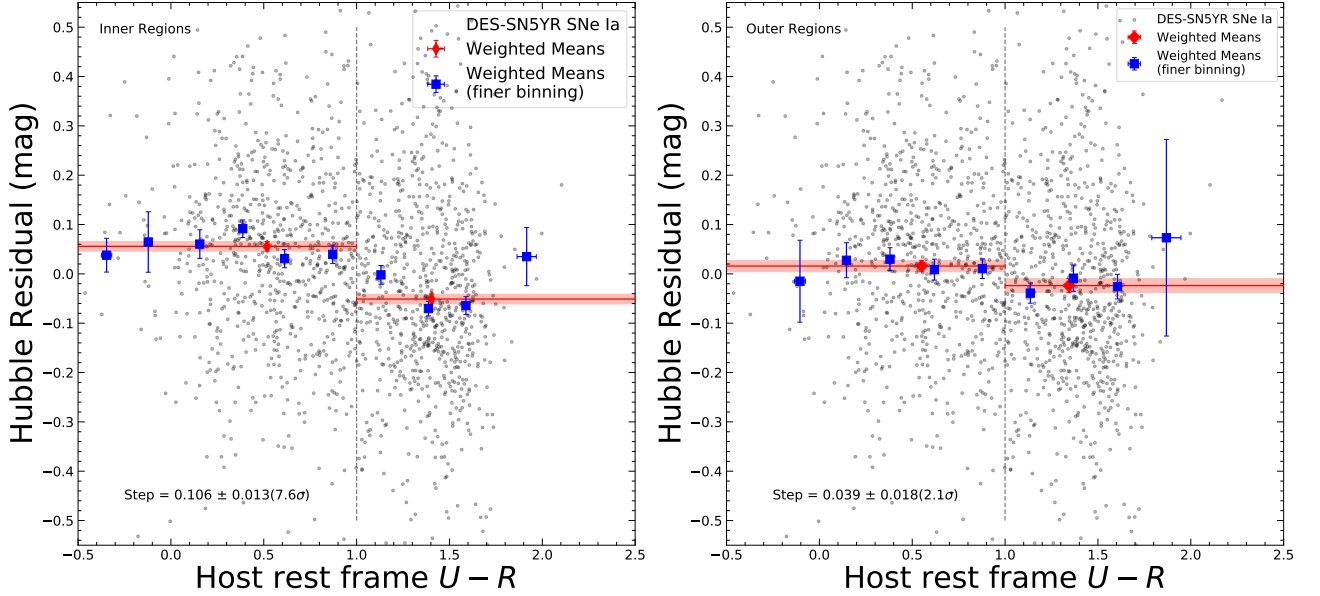 Inner Regions
DES-SN5YR SNe Ia
Weighted Means
Weighted Means
(finer binning)
Hubble Residual (mag)
0.5
0.4
0.3
0.2
0.1
0.0
−0.1
−0.2
−0.3
−0.4
−0.5
Step = 0.106 ± 0.013(7.6σ)
−0.5 0.0 0.5 1.0 1.5 2.0 2.5
Host rest frame U − R
Outer Regions
DES-SN5YR SNe Ia
Weighted Means
Weighted Means
(finer binning)
Hubble Residual (mag)
0.5
0.4
0.3
0.2
0.1
0.0
−0.1
−0.2
−0.3
−0.4
−0.5
Step = 0.039 ± 0.018(2.1σ)
−0.5 0.0 0.5 1.0 1.5 2.0 2.5
Host rest frame U − R